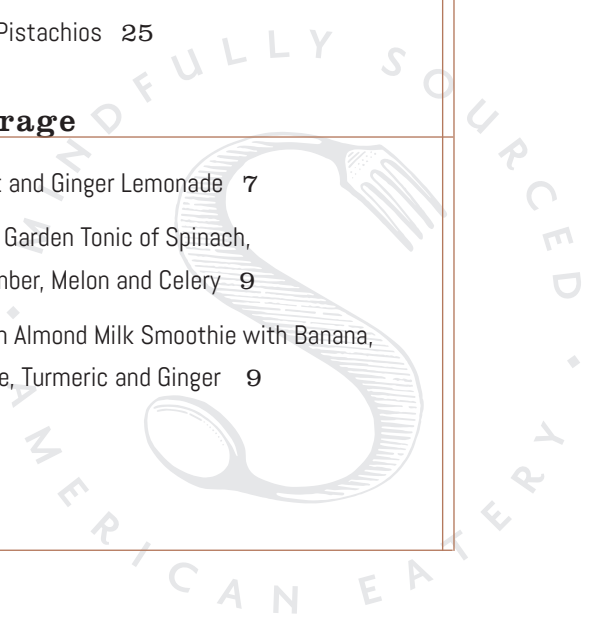 Pistachios 25
rage
and Ginger Lemonade 7
Garden Tonic of Spinach,
mber, Melon and Celery 9
Almond Milk Smoothie with Banana,
e, Turmeric and Ginger 9
MINDFULLY SOURCED • AMERICAN EATERY •